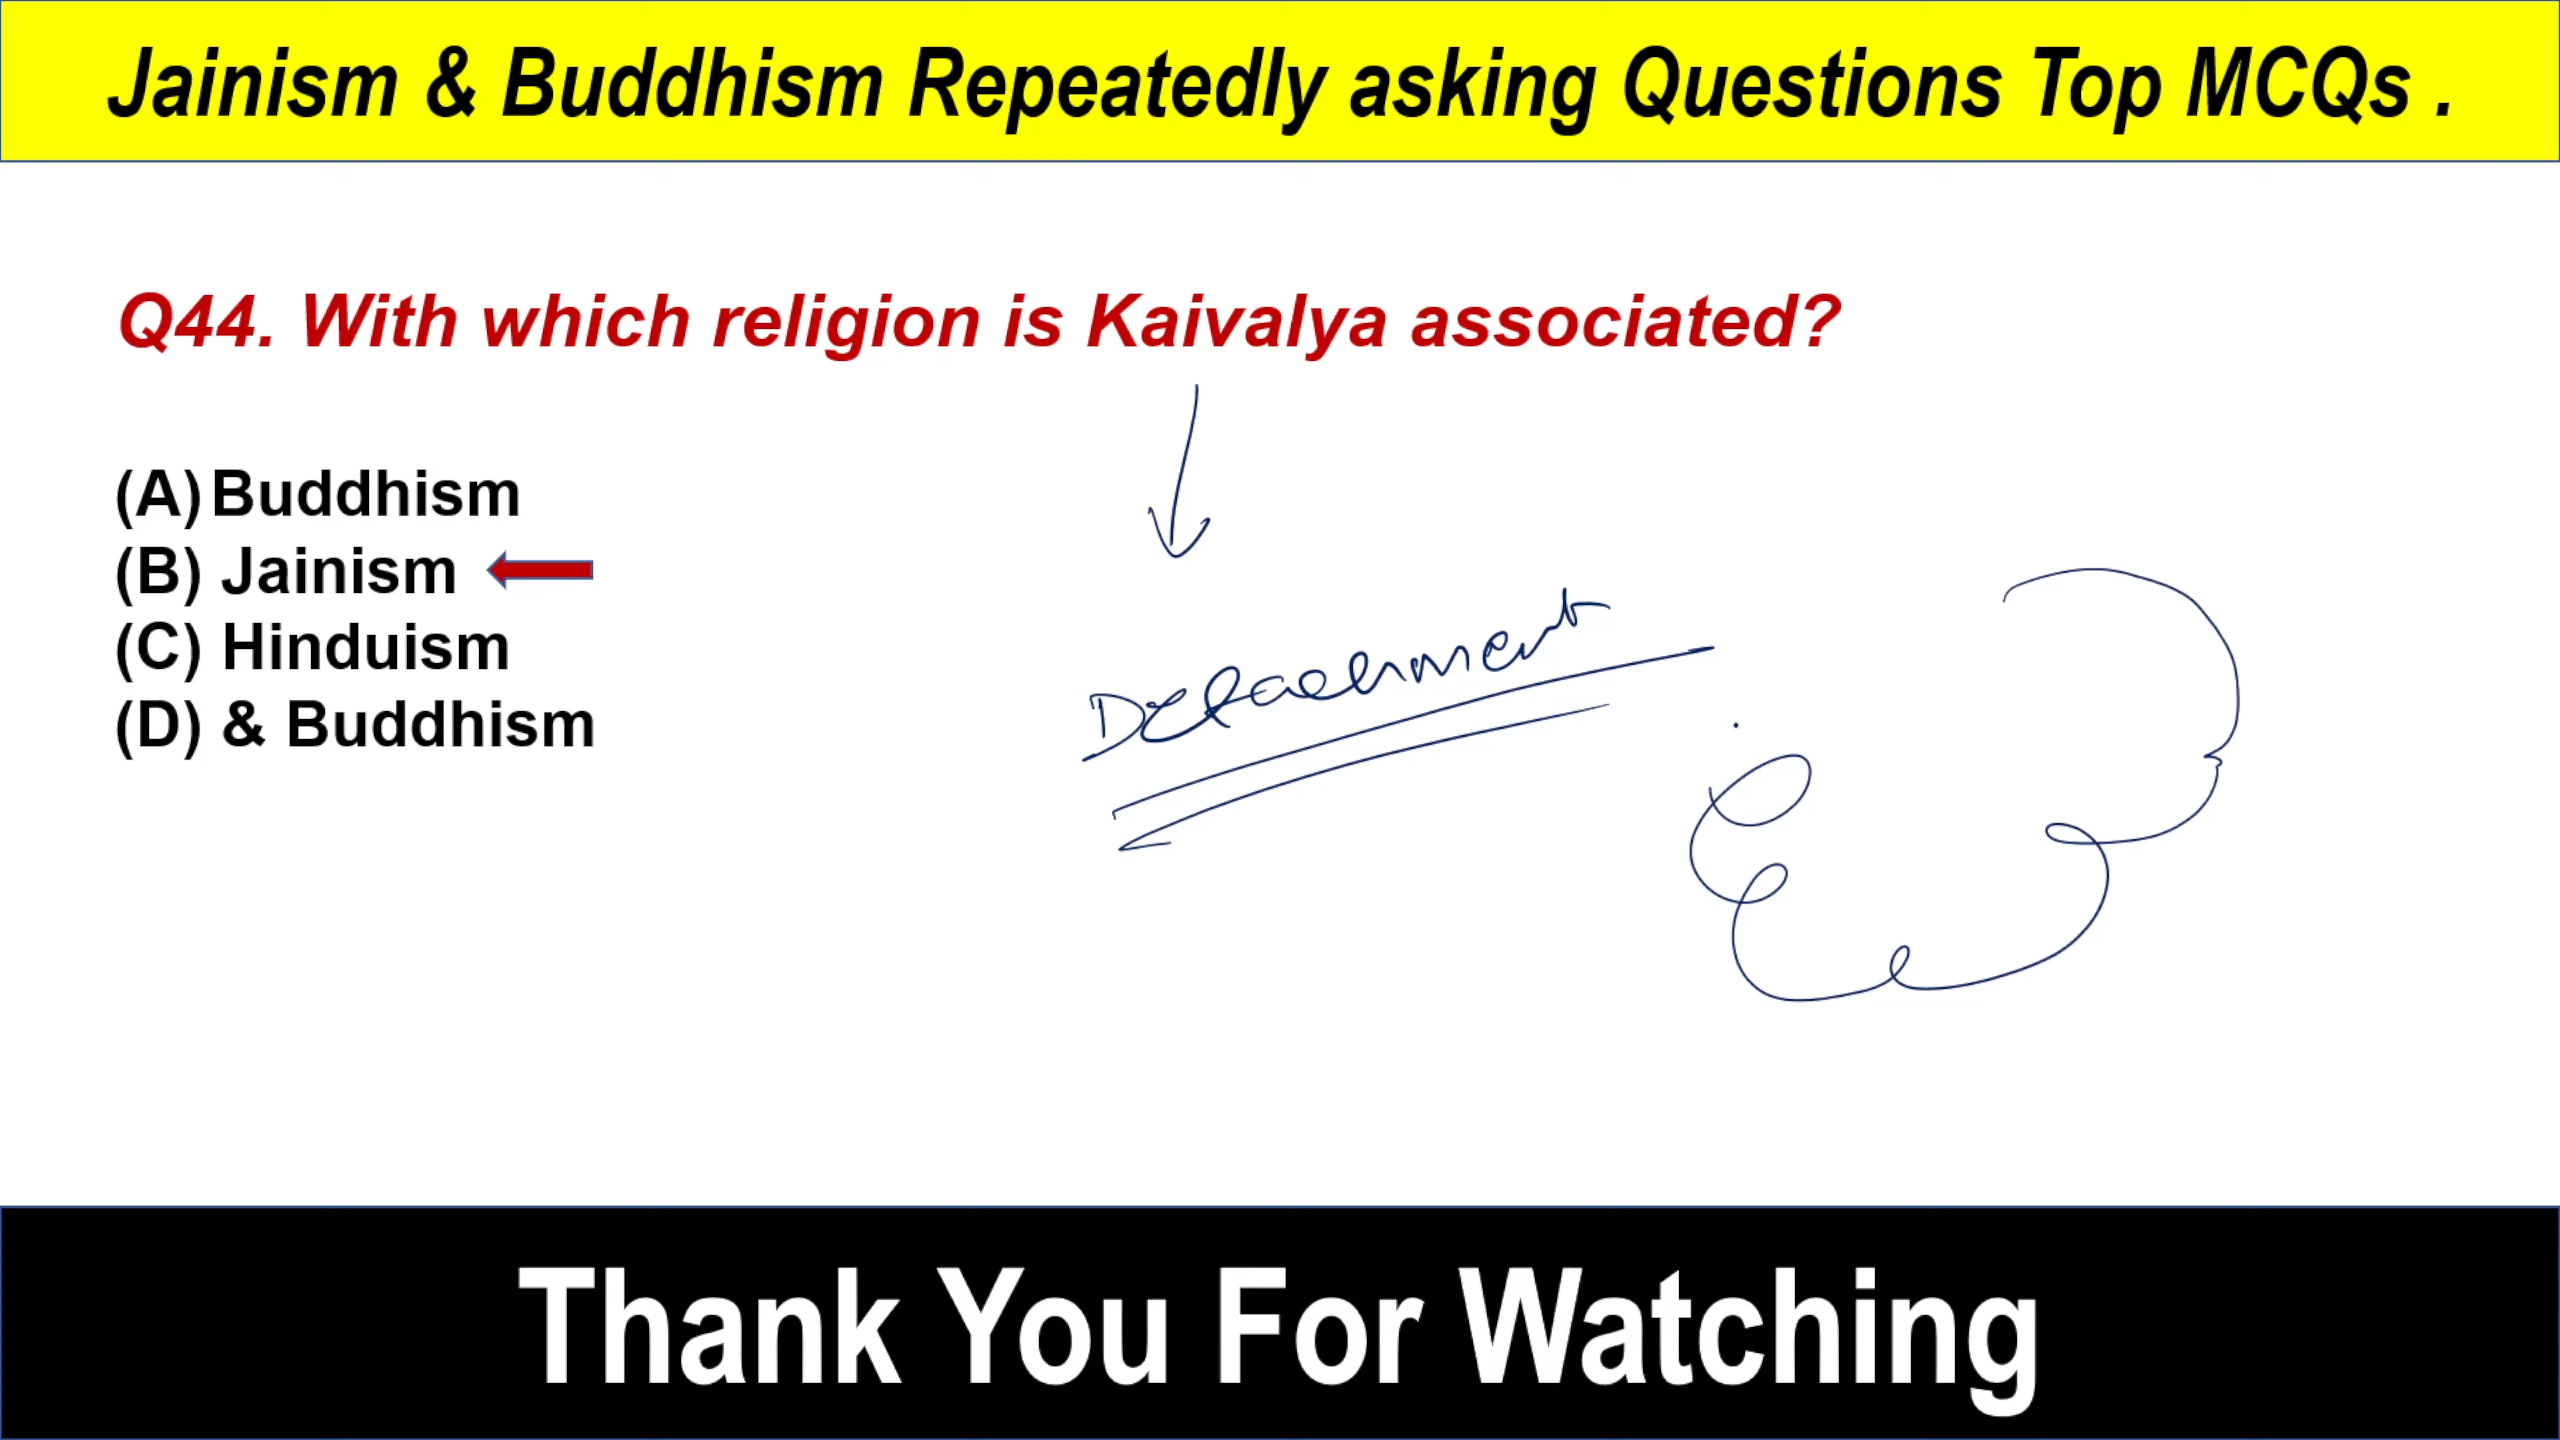 Jainism & Buddhism Repeatedly asking Questions Top MCQs .
Q44. With which religion is Kaivalya associated?
(A) Buddhism
(B) Jainism
(C) Hinduism
(D) & Buddhism
Detachment
Thank You For Watching